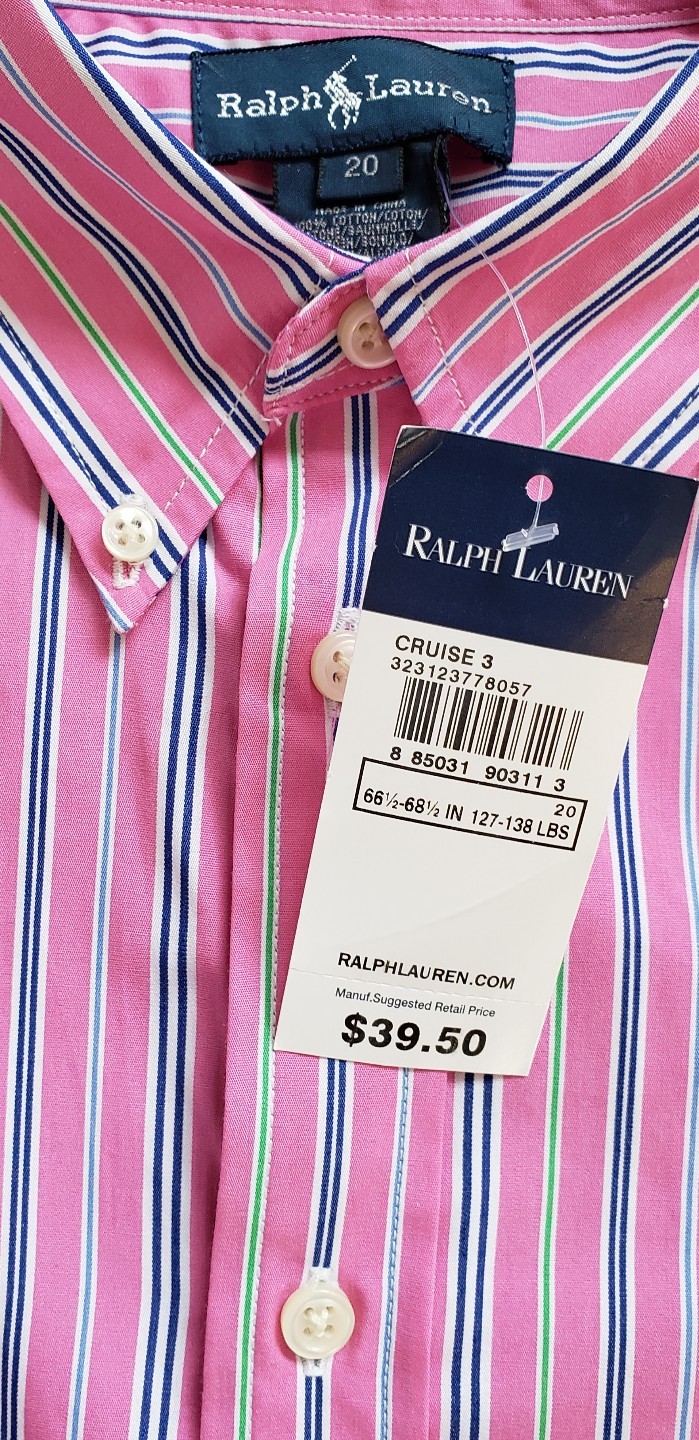 Ralph Lauren
20
MADE IN CHINA
100% COTTON/COTON/
RALPH LAUREN
CRUISE 3
323123778057
8 85031 90311 3
20
66½-68½ IN 127-138 LBS
RALPHLAUREN.COM
Manuf.Suggested Retail Price
$39.50